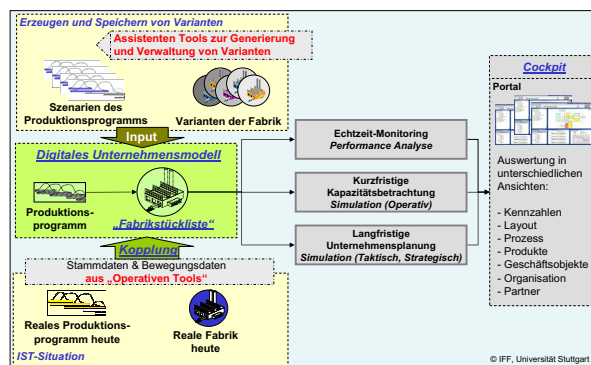 Erzeugen und Speichern von Varianten
Assistenten Tools zur Generierung
und Verwaltung von Varianten
Szenarien des
Produktionsprogramms
Varianten der Fabrik
Input
Digitales Unternehmensmodell
Produktions-
programm
„Fabrikstückliste"
Kopplung
Stammdaten & Bewegungsdaten
aus „Operativen Tools"
Reales Produktions-
programm heute
Reale Fabrik
heute
IST-Situation
Echtzeit-Monitoring
Performance Analyse
Kurzfristige
Kapazitätsbetrachtung
Simulation (Operativ)
Langfristige
Unternehmensplanung
Simulation (Taktisch, Strategisch)
Cockpit
Portal
Auswertung in
unterschiedlichen
Ansichten:
- Kennzahlen
- Layout
- Prozess
- Produkte
- Geschäftsobjekte
- Organisation
- Partner
© IFF, Universität Stuttgart